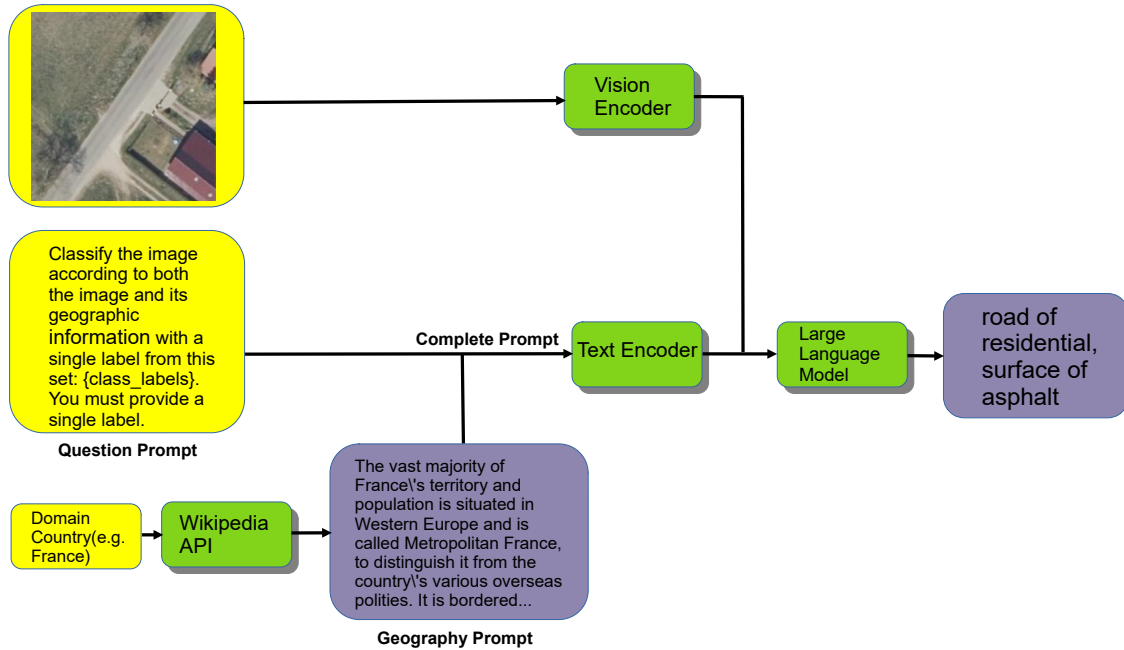 Vision
Encoder
Classify the image
according to both
the image and its
geographic
information with a
single label from this
set: {class_labels}.
You must provide a
single label.
Question Prompt
Complete Prompt
Text Encoder
Large
Language
Model
road of
residential,
surface of
asphalt
Domain
Country(e.g.
France)
Wikipedia
API
The vast majority of
France\'s territory and
population is situated in
Western Europe and is
called Metropolitan France,
to distinguish it from the
country\'s various overseas
polities. It is bordered...
Geography Prompt